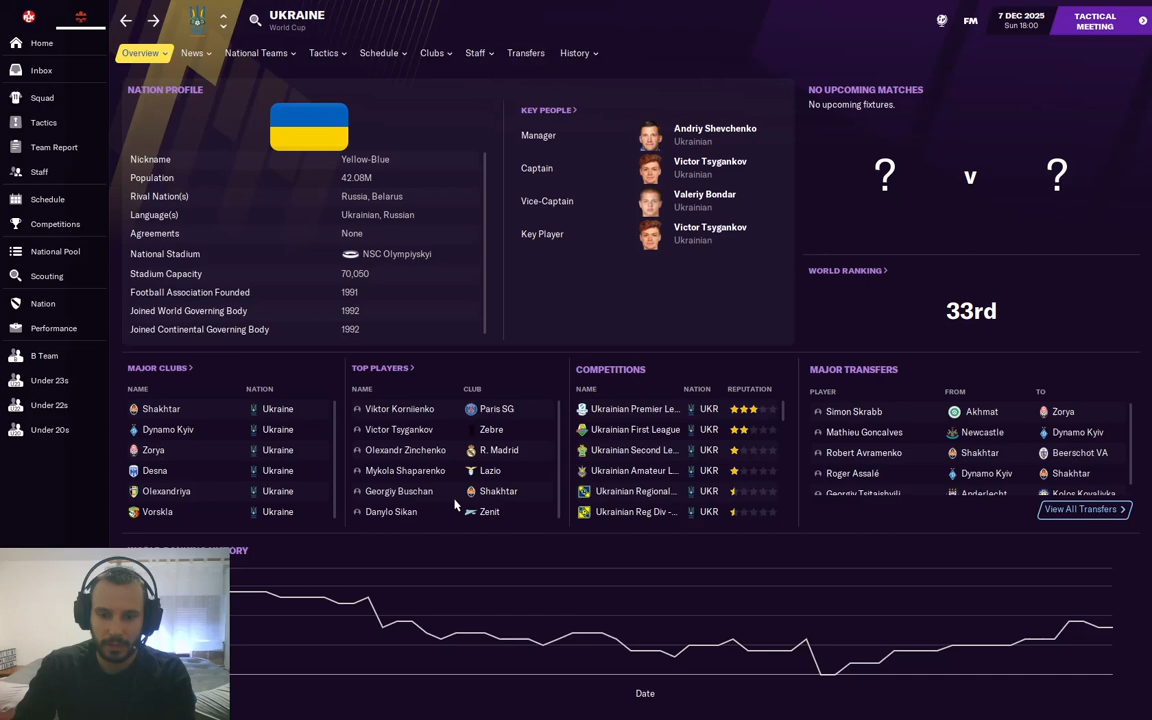 UKRAINE
World Cup
FM
7 DEC 2025
Sun 18:00
TACTICAL
MEETING
Home
Inbox
Squad
Tactics
Team Report
Staff
Schedule
Competitions
National Pool
Scouting
Nation
Performance
B Team
Under 23s
Under 22s
Under 20s
Overview
News
National Teams
Tactics
Schedule
Clubs
Staff
Transfers
History
NATION PROFILE
Nickname Yellow-Blue
Population 42.08M
Rival Nation(s) Russia, Belarus
Language(s) Ukrainian, Russian
Agreements None
National Stadium NSC Olympiyskyi
Stadium Capacity 70,050
Football Association Founded 1991
Joined World Governing Body 1992
Joined Continental Governing Body 1992
KEY PEOPLE >
Manager Andriy Shevchenko
Ukrainian
Captain Victor Tsygankov
Ukrainian
Vice-Captain Valeriy Bondar
Ukrainian
Key Player Victor Tsygankov
Ukrainian
NO UPCOMING MATCHES
No upcoming fixtures.
? v ?
WORLD RANKING >
33rd
MAJOR CLUBS >
NAME NATION
Shakhtar Ukraine
Dynamo Kyiv Ukraine
Zorya Ukraine
Desna Ukraine
Olexandriya Ukraine
Vorskla Ukraine
TOP PLAYERS >
NAME CLUB
Viktor Korniienko Paris SG
Victor Tsygankov Zebre
Olexandr Zinchenko R. Madrid
Mykola Shaparenko Lazio
Georgiy Buschan Shakhtar
Danylo Sikan Zenit
COMPETITIONS
NAME NATION REPUTATION
Ukrainian Premier Le... UKR
Ukrainian First League UKR
Ukrainian Second Le... UKR
Ukrainian Amateur L... UKR
Ukrainian Regional... UKR
Ukrainian Reg Div -... UKR
MAJOR TRANSFERS
PLAYER FROM TO
Simon Skrabb Akhmat Zorya
Mathieu Goncalves Newcastle Dynamo Kyiv
Robert Avramenko Shakhtar Beerschot VA
Roger Assalé Dynamo Kyiv Shakhtar
Georgiy Tsitaishvili Anderlecht Kolos Kovalivka
View All Transfers >
Date